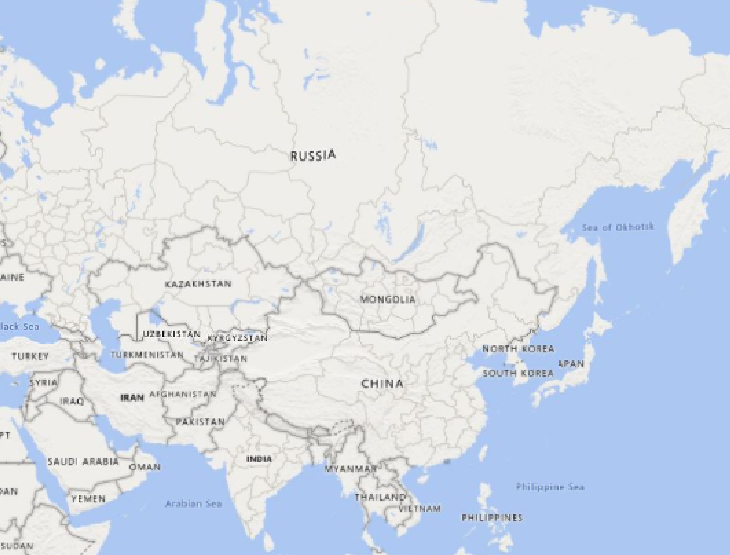 RUSSIA
Sea of Okhotsk
S
AINE
KAZAKHSTAN
MONGOLIA
lack Sea
UZBEKISTAN
KYRGYZSTAN
TURKEY
TURKMENISTAN
TAJIKISTAN
NORTH KOREA
APAN
SOUTH KOREA
SYRIA
CHINA
IRAQ
IRAN
AFGHANISTAN
PAKISTAN
PT
SAUDI ARABIA
OMAN
INDIA
MYANMAR
DAN
YEMEN
Arabian Sea
THAILAND
VIETNAM
Philippine Sea
PHILIPPINES
SUDAN